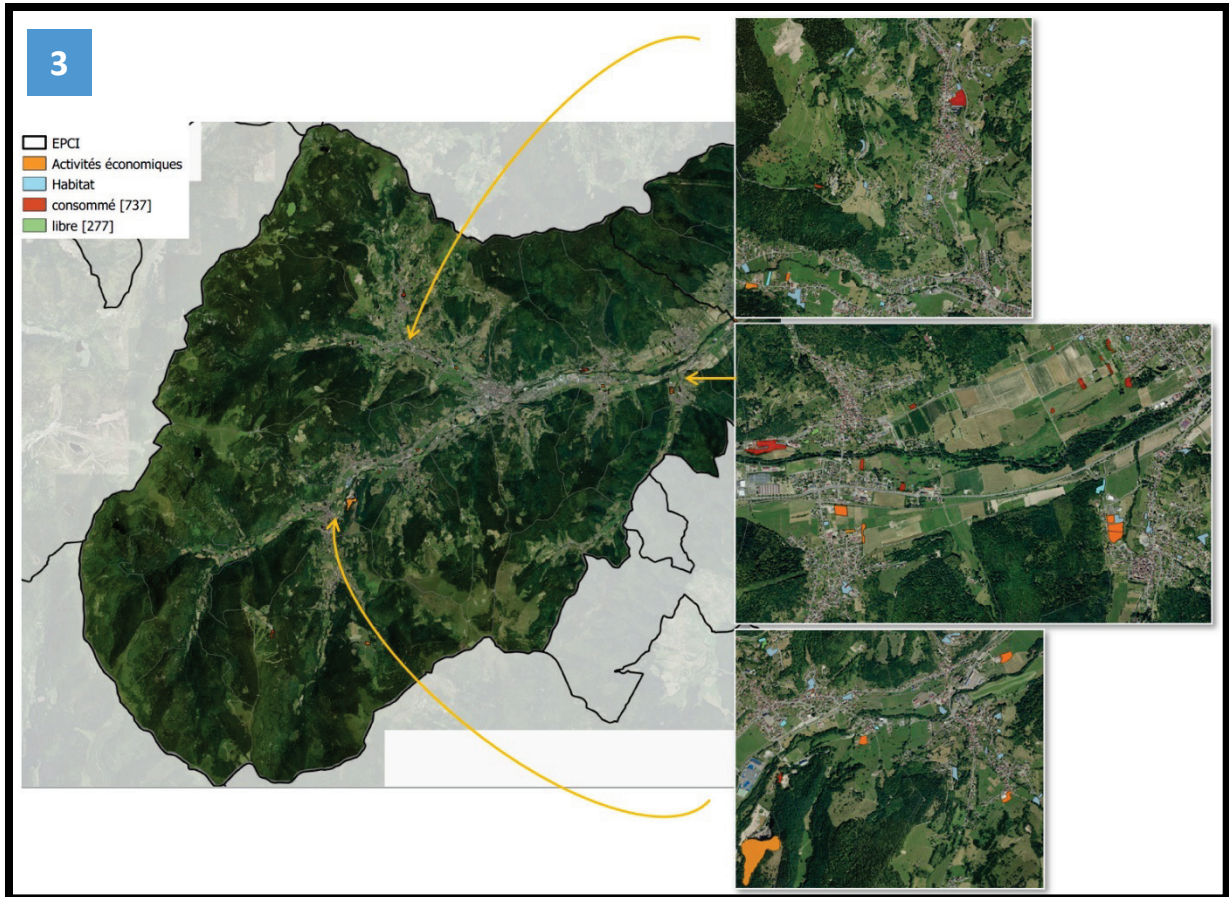 3
EPCI
Activités économiques
Habitat
consommé [737]
libre [277]